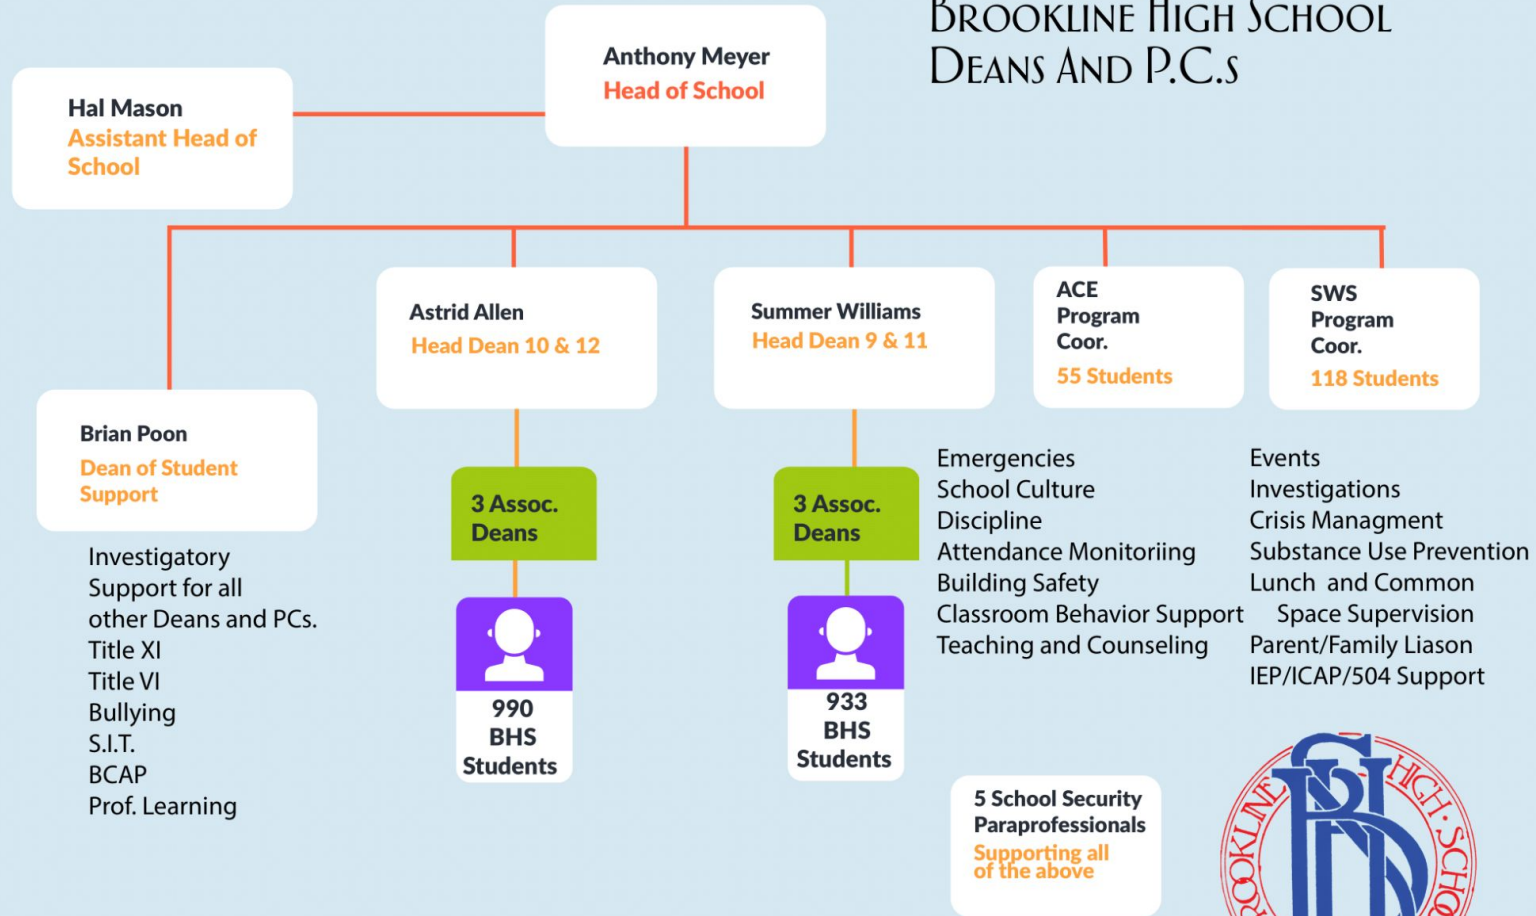 BROOKLINE HIGH SCHOOL
DEANS AND P.C.S
Anthony Meyer
Head of School
Hal Mason
Assistant Head of
School
Astrid Allen
Head Dean 10 & 12
Summer Williams
Head Dean 9 & 11
ACE
Program
Coor.
55 Students
SWS
Program
Coor.
118 Students
Brian Poon
Dean of Student
Support
Investigatory
Support for all
other Deans and PCs.
Title XI
Title VI
Bullying
S.I.T.
BCAP
Prof. Learning
3 Assoc.
Deans
990
BHS
Students
3 Assoc.
Deans
933
BHS
Students
Emergencies
School Culture
Discipline
Attendance Monitoriing
Building Safety
Classroom Behavior Support
Teaching and Counseling
Events
Investigations
Crisis Managment
Substance Use Prevention
Lunch and Common
Space Supervision
Parent/Family Liason
IEP/ICAP/504 Support
5 School Security
Paraprofessionals
Supporting all
of the above
BROOKLINE HIGH · SCHOOL